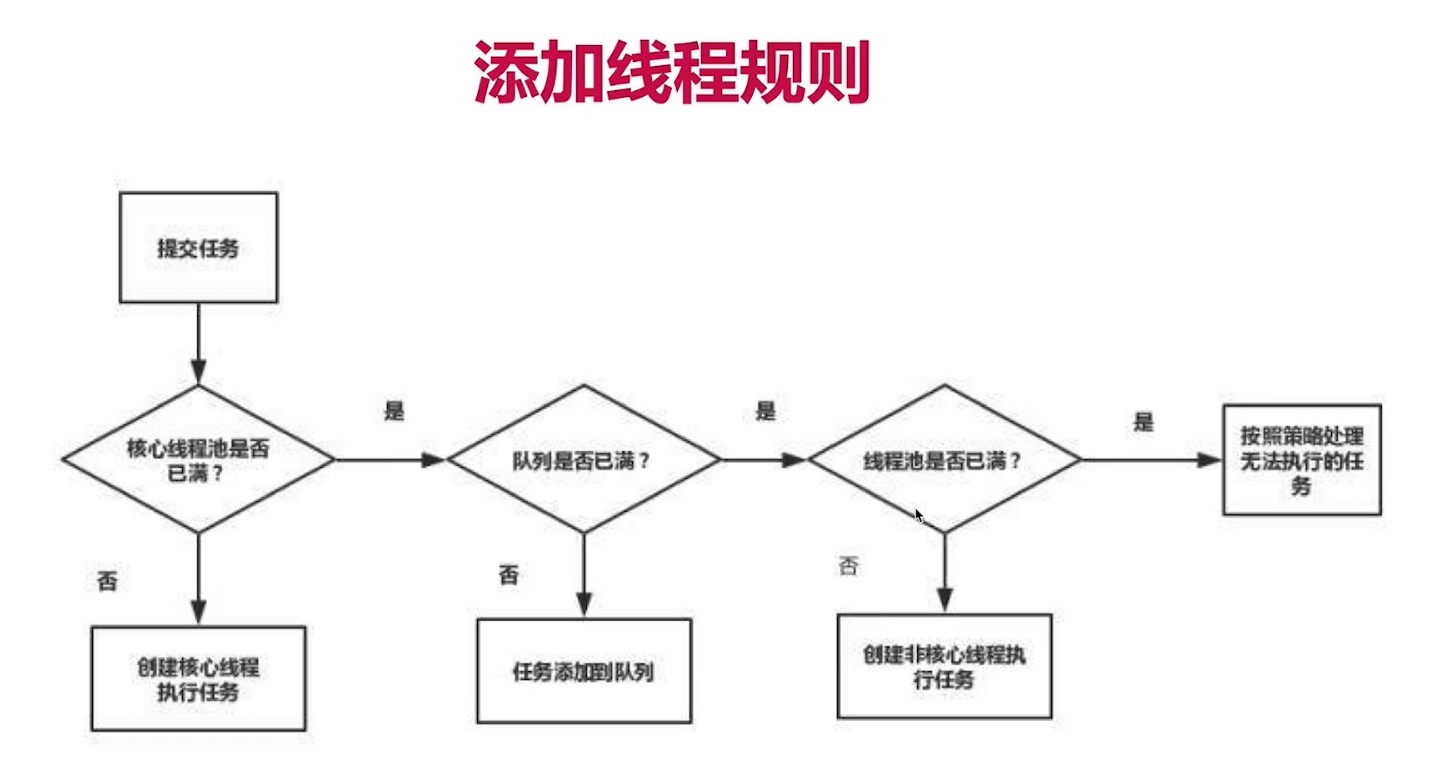 添加线程规则
提交任务
核心线程池是否
已满？
是
队列是否已满？
是
线程池是否已满？
是
按照策略处理
无法执行的任
务
否
创建核心线程
执行任务
否
任务添加到队列
否
创建非核心线程执
行任务